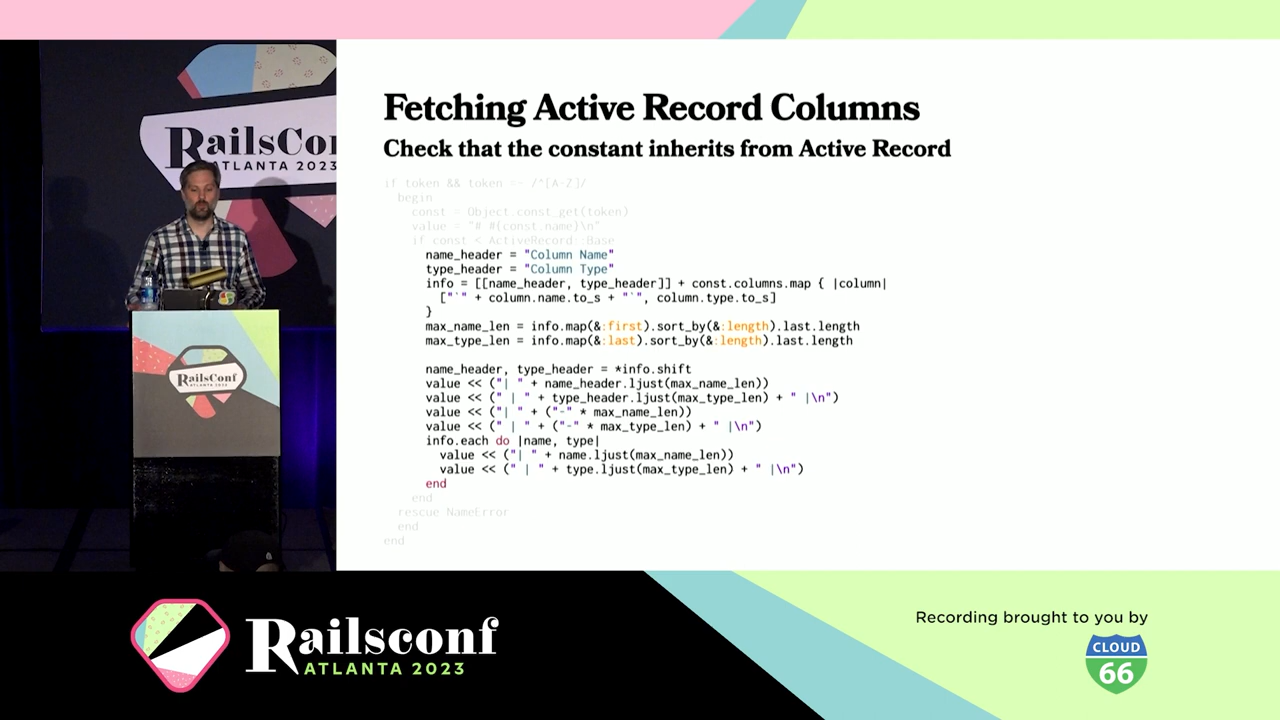 RailsCon
ATLANTA 2023
RailsConf
ATLANTA 2023
Fetching Active Record Columns
Check that the constant inherits from Active Record
if token && token =~ /^[A-Z]/
begin
const = Object.const_get(token)
value = "# #{const.name}\n"
if const < ActiveRecord::Base
name_header = "Column Name"
type_header = "Column Type"
info = [[name_header, type_header]] + const.columns.map { |column|
["`" + column.name.to_s + "`", column.type.to_s]
}
max_name_len = info.map(&:first).sort_by(&:length).last.length
max_type_len = info.map(&:last).sort_by(&:length).last.length
name_header, type_header = *info.shift
value << ("| " + name_header.ljust(max_name_len))
value << (" | " + type_header.ljust(max_type_len) + " |\n")
value << ("| " + ("-" * max_name_len))
value << (" | " + ("-" * max_type_len) + " |\n")
info.each do |name, type|
value << ("| " + name.ljust(max_name_len))
value << (" | " + type.ljust(max_type_len) + " |\n")
end
end
rescue NameError
end
end
Railsconf
ATLANTA 2023
Recording brought to you by
CLOUD
66